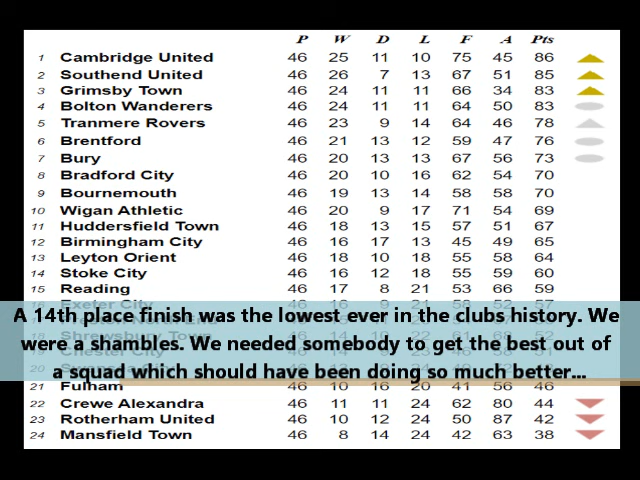 P W D L F A Pts
1 Cambridge United 46 25 11 10 75 45 86
2 Southend United 46 26 7 13 67 51 85
3 Grimsby Town 46 24 11 11 66 34 83
4 Bolton Wanderers 46 24 11 11 64 50 83
5 Tranmere Rovers 46 23 9 14 64 46 78
6 Brentford 46 21 13 12 59 47 76
7 Bury 46 20 13 13 67 56 73
8 Bradford City 46 20 10 16 62 54 70
9 Bournemouth 46 19 13 14 58 58 70
10 Wigan Athletic 46 20 9 17 71 54 69
11 Huddersfield Town 46 18 13 15 57 51 67
12 Birmingham City 46 16 17 13 45 49 65
13 Leyton Orient 46 18 10 18 55 58 64
14 Stoke City 46 16 12 18 55 59 60
15 Reading 46 17 8 21 53 66 59
Exeter City
A 14th place finish was the lowest ever in the clubs history. We
were a shambles. We needed somebody to get the best out of
Chester City
a squad which should have been doing so much better...
21 Fulham 46 10 16 20 41 56 46
22 Crewe Alexandra 46 11 11 24 62 80 44
23 Rotherham United 46 10 12 24 50 87 42
24 Mansfield Town 46 8 14 24 42 63 38